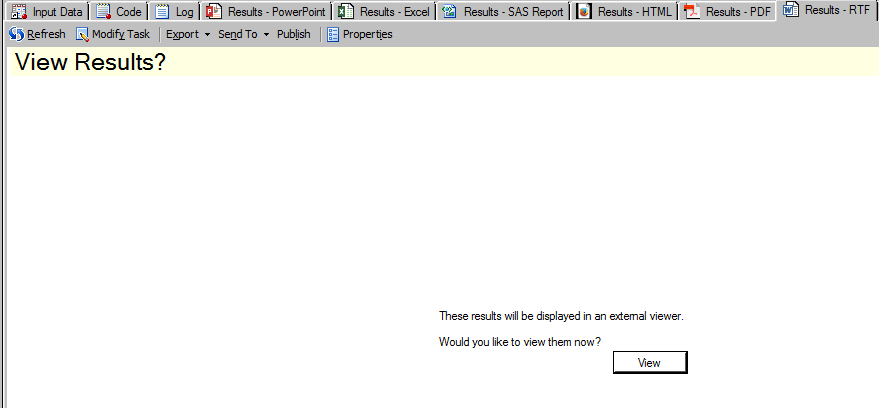 Input Data Code Log Results - PowerPoint Results - Excel Results - SAS Report Results - HTML Results - PDF Results - RTF
Refresh Modify Task Export Send To Publish Properties
View Results?
These results will be displayed in an external viewer.
Would you like to view them now?
View